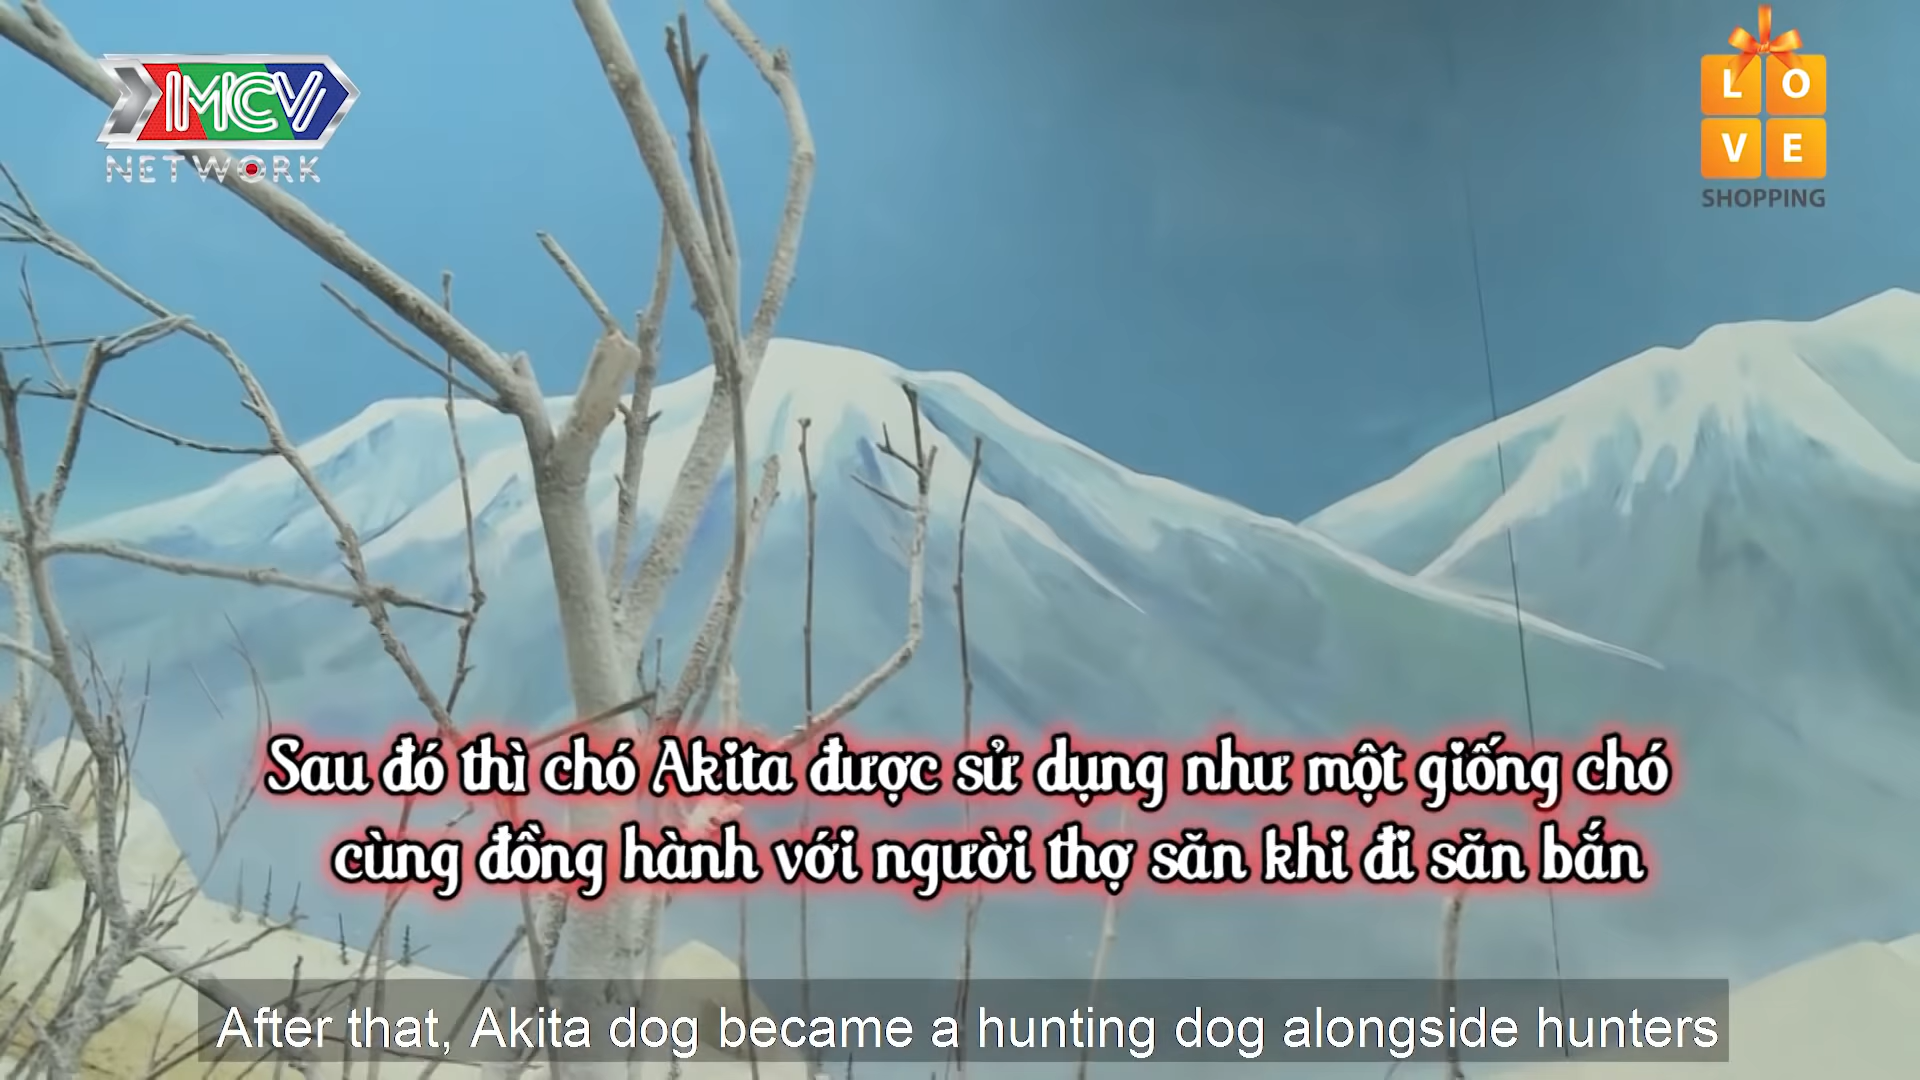 MCV
NETWORK
L O
V E
SHOPPING
Sau đó thì chó Akita được sử dụng như một giống chó
cùng đồng hành với người thợ săn khi đi săn bắn
After that, Akita dog became a hunting dog alongside hunters